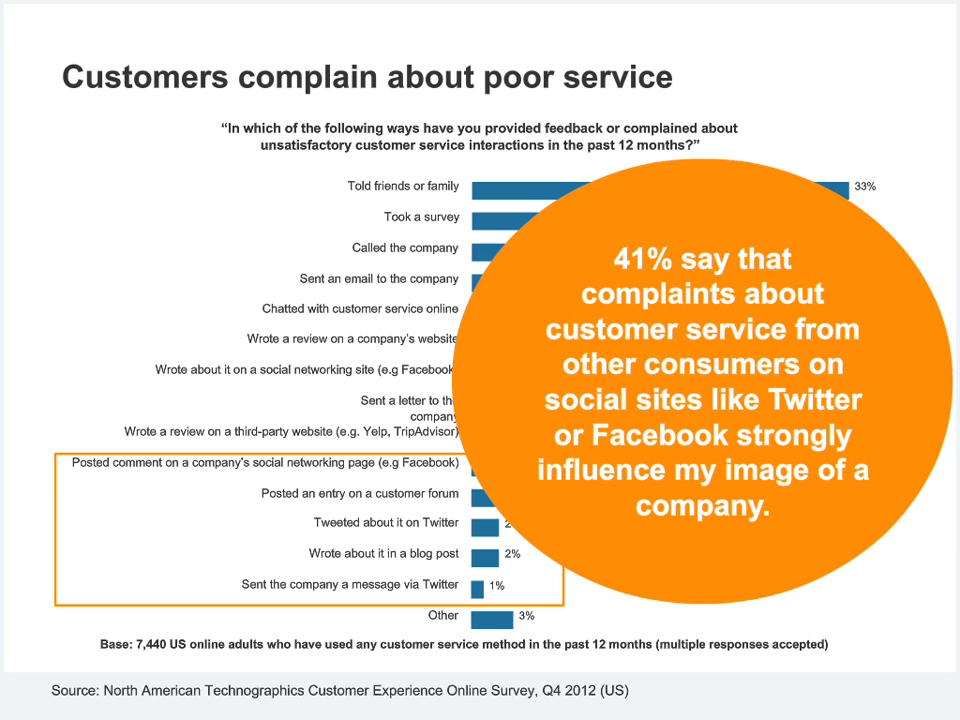 Customers complain about poor service
“In which of the following ways have you provided feedback or complained about
unsatisfactory customer service interactions in the past 12 months?”
Told friends or family 33%
Took a survey
Called the company
Sent an email to the company
Chatted with customer service online
Wrote a review on a company’s website
Wrote about it on a social networking site (e.g Facebook
Sent a letter to the
company
Wrote a review on a third-party website (e.g. Yelp, TripAdvisor)
Posted comment on a company’s social networking page (e.g Facebook)
Posted an entry on a customer forum
Tweeted about it on Twitter 2
Wrote about it in a blog post 2%
Sent the company a message via Twitter 1%
Other 3%
41% say that
complaints about
customer service from
other consumers on
social sites like Twitter
or Facebook strongly
influence my image of a
company.
Base: 7,440 US online adults who have used any customer service method in the past 12 months (multiple responses accepted)
Source: North American Technographics Customer Experience Online Survey, Q4 2012 (US)